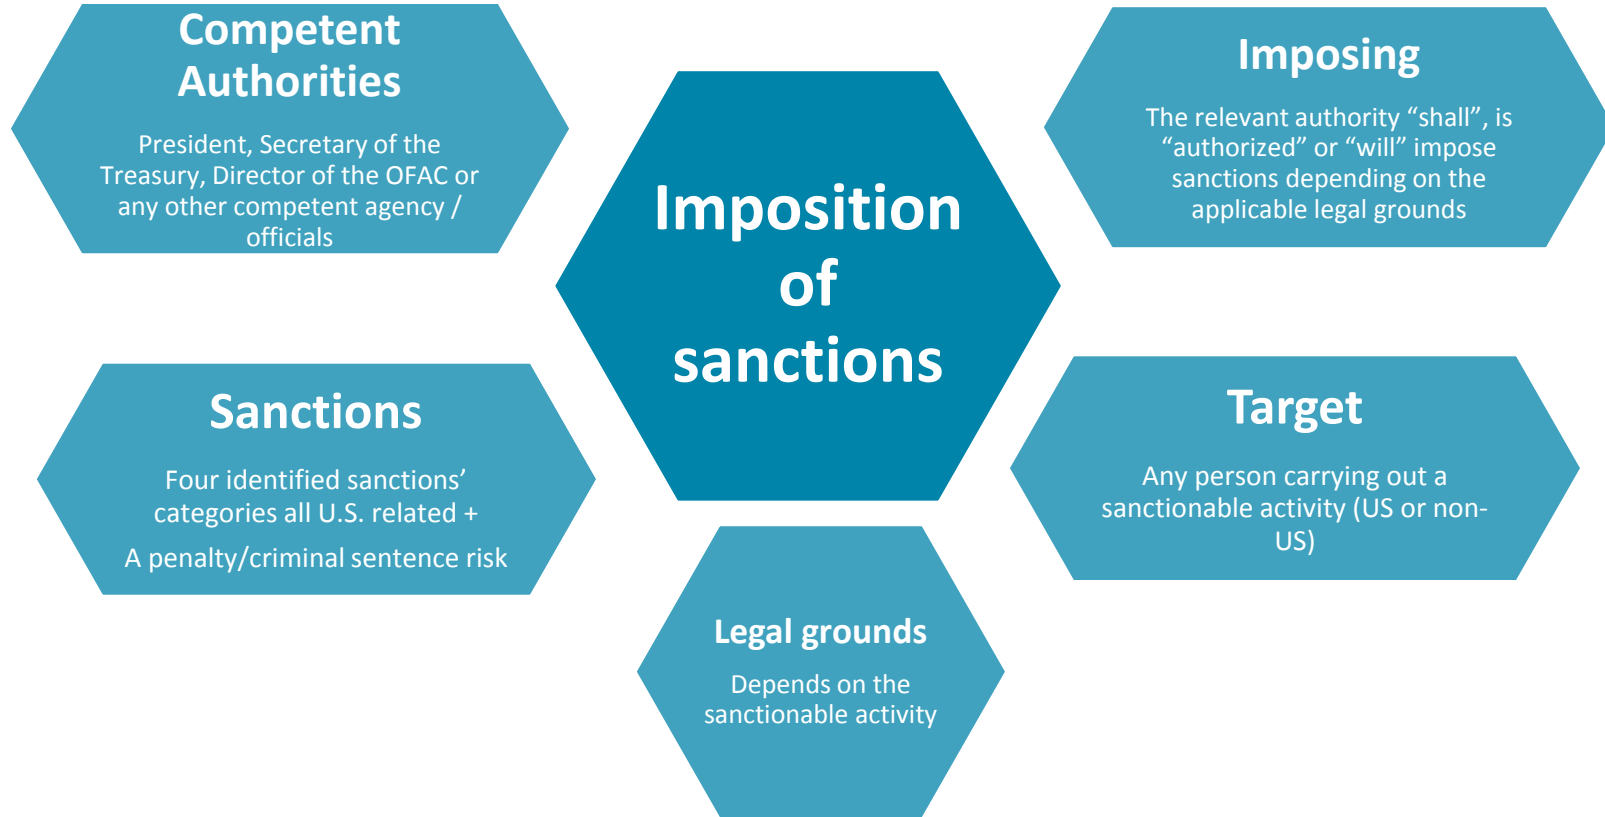 Competent
Authorities
President, Secretary of the
Treasury, Director of the OFAC or
any other competent agency /
officials
Imposition
of
sanctions
Imposing
The relevant authority “shall”, is
“authorized” or “will” impose
sanctions depending on the
applicable legal grounds
Sanctions
Four identified sanctions’
categories all U.S. related +
A penalty/criminal sentence risk
Target
Any person carrying out a
sanctionable activity (US or non-
US)
Legal grounds
Depends on the
sanctionable activity